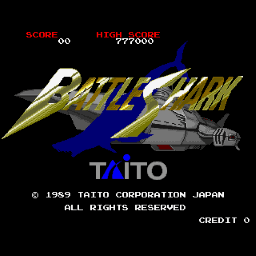 SCORE HIGH SCORE
00 777000
BATTLE SHARK
TAITO
© 1989 TAITO CORPORATION JAPAN
ALL RIGHTS RESERVED
CREDIT 0